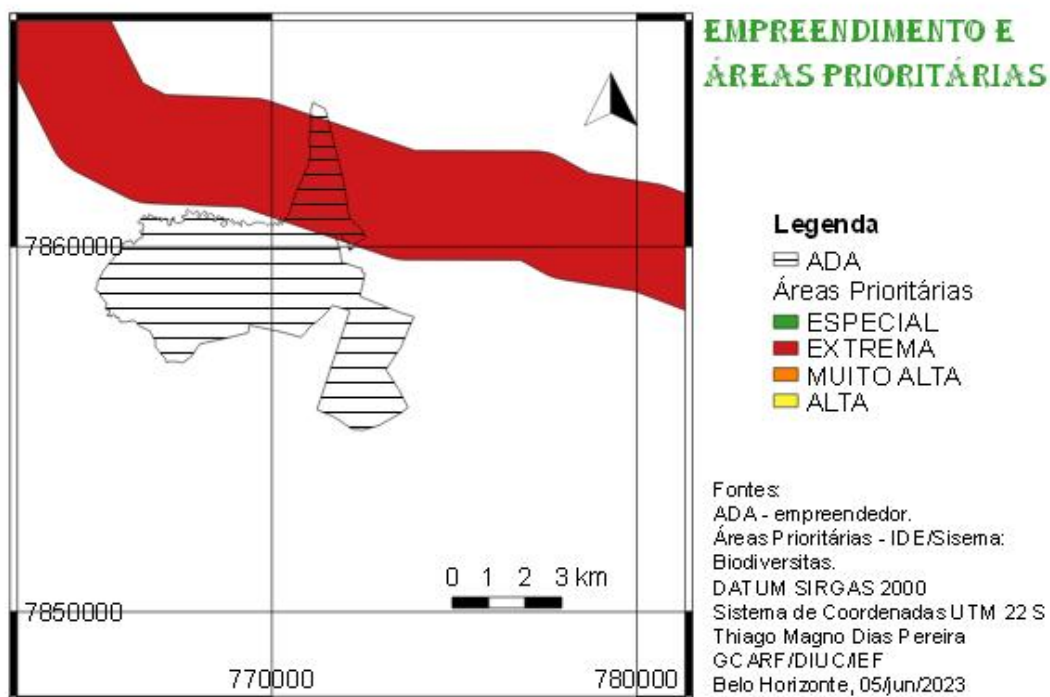 EMPREENDIMENTO E
ÁREAS PRIORITÁRIAS
7860000
7850000
770000
780000
0 1 2 3 km
Legenda
ADA
Áreas Prioritárias
ESPECIAL
EXTREMA
MUITO ALTA
ALTA
Fontes:
ADA - empreendedor.
Áreas Prioritárias - IDE/Sisema:
Biodiversitas.
DATUM SIRGAS 2000
Sistema de Coordenadas UTM 22 S
Thiago Magno Dias Pereira
GCARF/DIUC/IEF
Belo Horizonte, 05/jun/2023